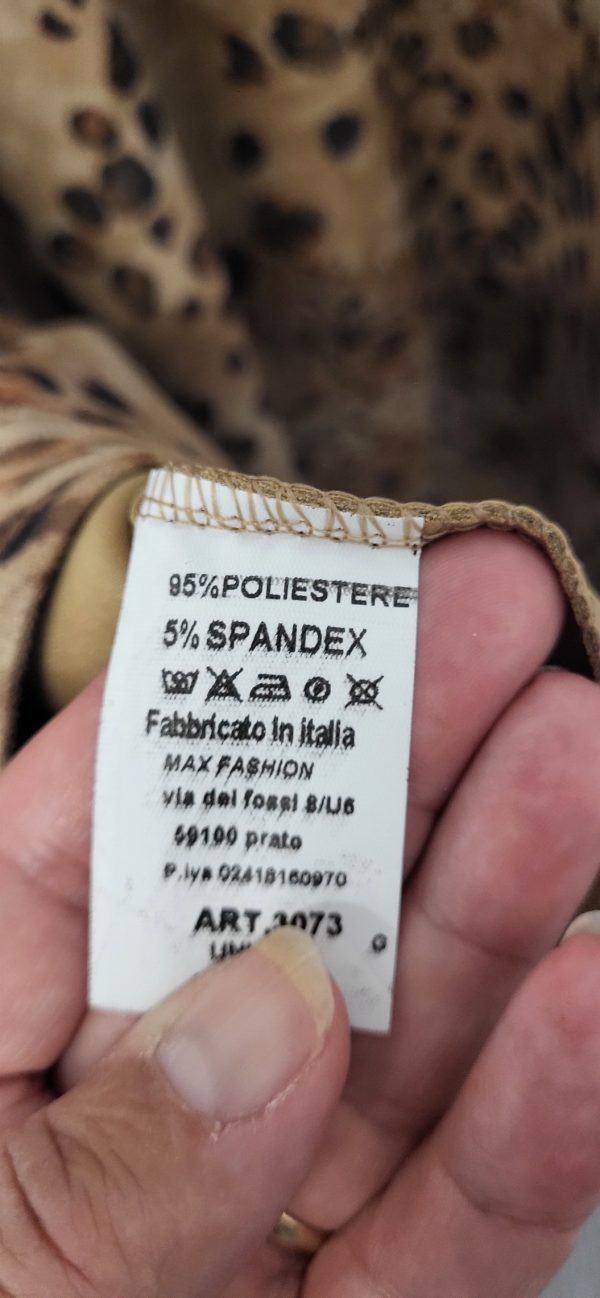 95%POLIESTERE
5% SPANDEX
Fabbricato in italia
MAX FASHION
via dei fossi 8/U6
59100 prato
P.iva 02418160970
ART.3073
G